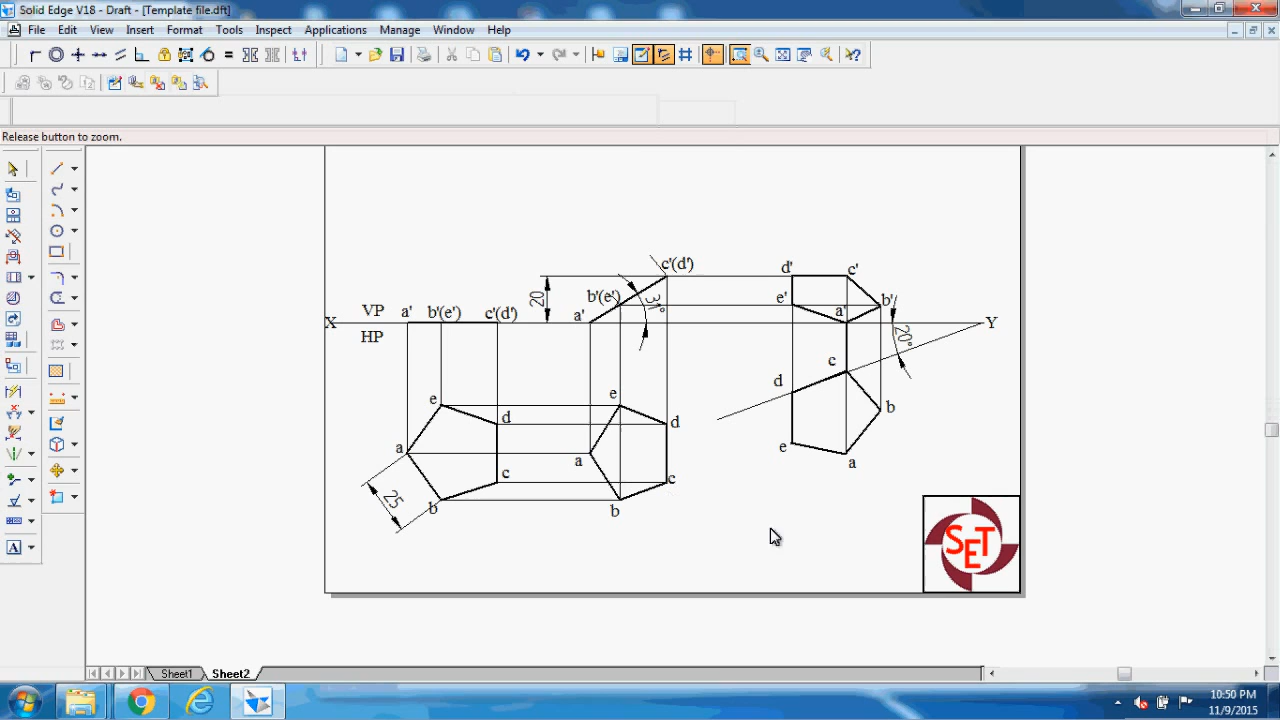 Solid Edge V18 - Draft - [Template file.dft]
File Edit View Insert Format Tools Inspect Applications Manage Window Help
Release button to zoom.
c'(d') d' c'
20 b'(e') 31° e' b'
VP a' b'(e') c'(d') a' a'
X Y
HP 20°
c
d
e e b
d d
a a e a
c c
25 b b
SET
A
Sheet1 Sheet2
10:50 PM
11/9/2015